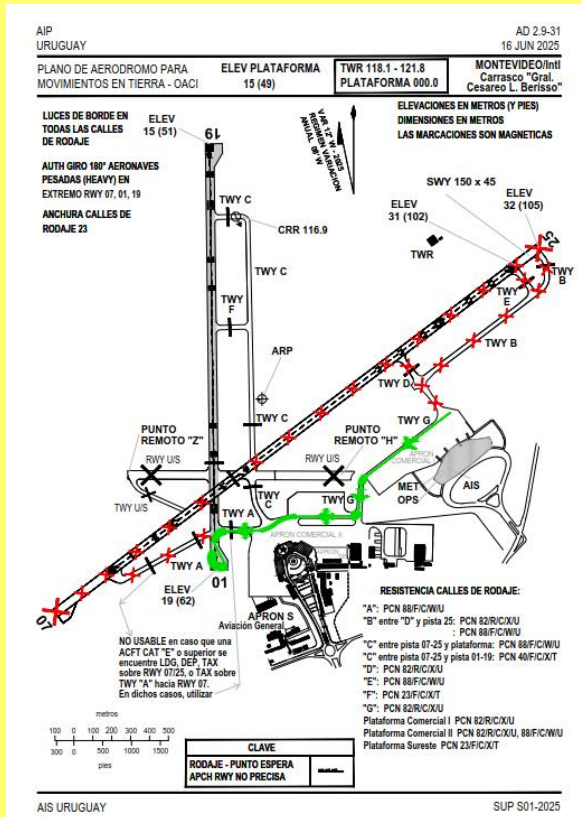 AIP
URUGUAY
AD 2.9-31
16 JUN 2025
PLANO DE AERODROMO PARA
MOVIMIENTOS EN TIERRA - OACI
ELEV PLATAFORMA
15 (49)
TWR 118.1 - 121.8
PLATAFORMA 000.0
MONTEVIDEO/Intl
Carrasco "Gral.
Cesareo L. Berisso"
LUCES DE BORDE EN
TODAS LAS CALLES
DE RODAJE
ELEV
15 (51)
19
VAR 12° W - 2025
REGIMEN VARIACION
ANUAL 08' W
ELEVACIONES EN METROS (Y PIES)
DIMENSIONES EN METROS
LAS MARCACIONES SON MAGNETICAS
AUTH GIRO 180° AERONAVES
PESADAS (HEAVY) EN
EXTREMO RWY 07, 01, 19
ANCHURA CALLES DE
RODAJE 23
SWY 150 x 45
ELEV
31 (102)
ELEV
32 (105)
25
TWY C
CRR 116.9
TWR
TWY C
TWY
B
TWY
E
TWY
F
TWY B
ARP
TWY D
TWY C
TWY G
PUNTO
REMOTO "Z"
PUNTO
REMOTO "H"
RWY U/S
RWY U/S
APRON
COMERCIAL
TWY U/S
TWY
C
TWY G
MET
OPS
AIS
TWY A
APRON COMERCIAL II
TWY A
APRON
01
ELEV
19 (62)
07
APRON S
Aviación General
NO USABLE en caso que una
ACFT CAT "E" o superior se
encuentre LDG, DEP, TAX
sobre RWY 07/25, o TAX sobre
TWY "A" hacia RWY 07.
En dichos casos, utilizar
RESISTENCIA CALLES DE RODAJE:
"A": PCN 88/F/C/W/U
"B" entre "D" y pista 25: PCN 82/R/C/X/U
: PCN 88/F/C/W/U
"C" entre pista 07-25 y plataforma: PCN 88/F/C/W/U
"C" entre pista 07-25 y pista 01-19: PCN 40/F/C/X/T
"D": PCN 82/R/C/X/U
"E": PCN 88/F/C/W/U
"F": PCN 23/F/C/X/T
"G": PCN 82/R/C/X/U
Plataforma Comercial I PCN 82/R/C/X/U
Plataforma Comercial II PCN 82/R/C/X/U, 88/F/C/W/U
Plataforma Sureste PCN 23/F/C/X/T
metros
100 0 100 200 300 400 500
300 0 500 1000 1500
pies
CLAVE
RODAJE - PUNTO ESPERA
APCH RWY NO PRECISA
AIS URUGUAY
SUP S01-2025